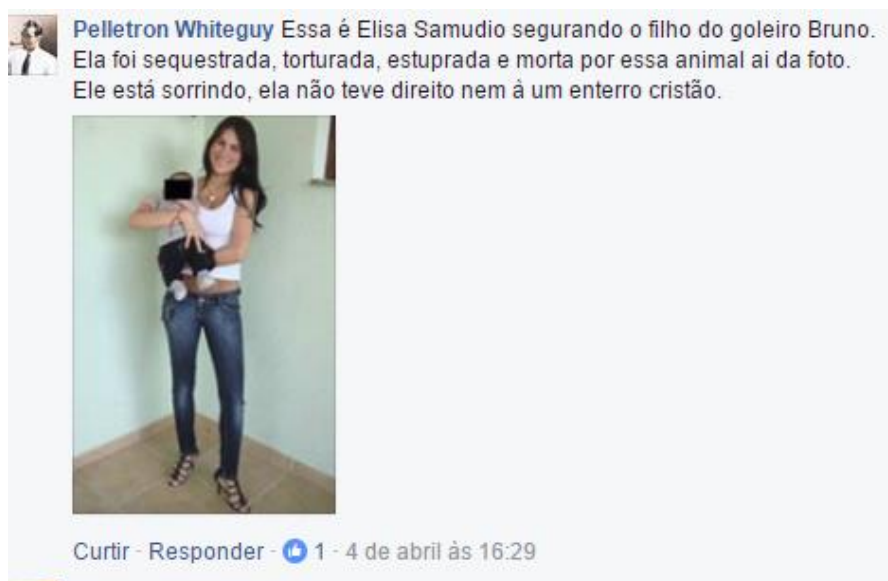 Pelletron Whiteguy Essa é Elisa Samudio segurando o filho do goleiro Bruno.
Ela foi sequestrada, torturada, estuprada e morta por essa animal ai da foto.
Ele está sorrindo, ela não teve direito nem à um enterro cristão.
Curtir · Responder · 1 · 4 de abril às 16:29